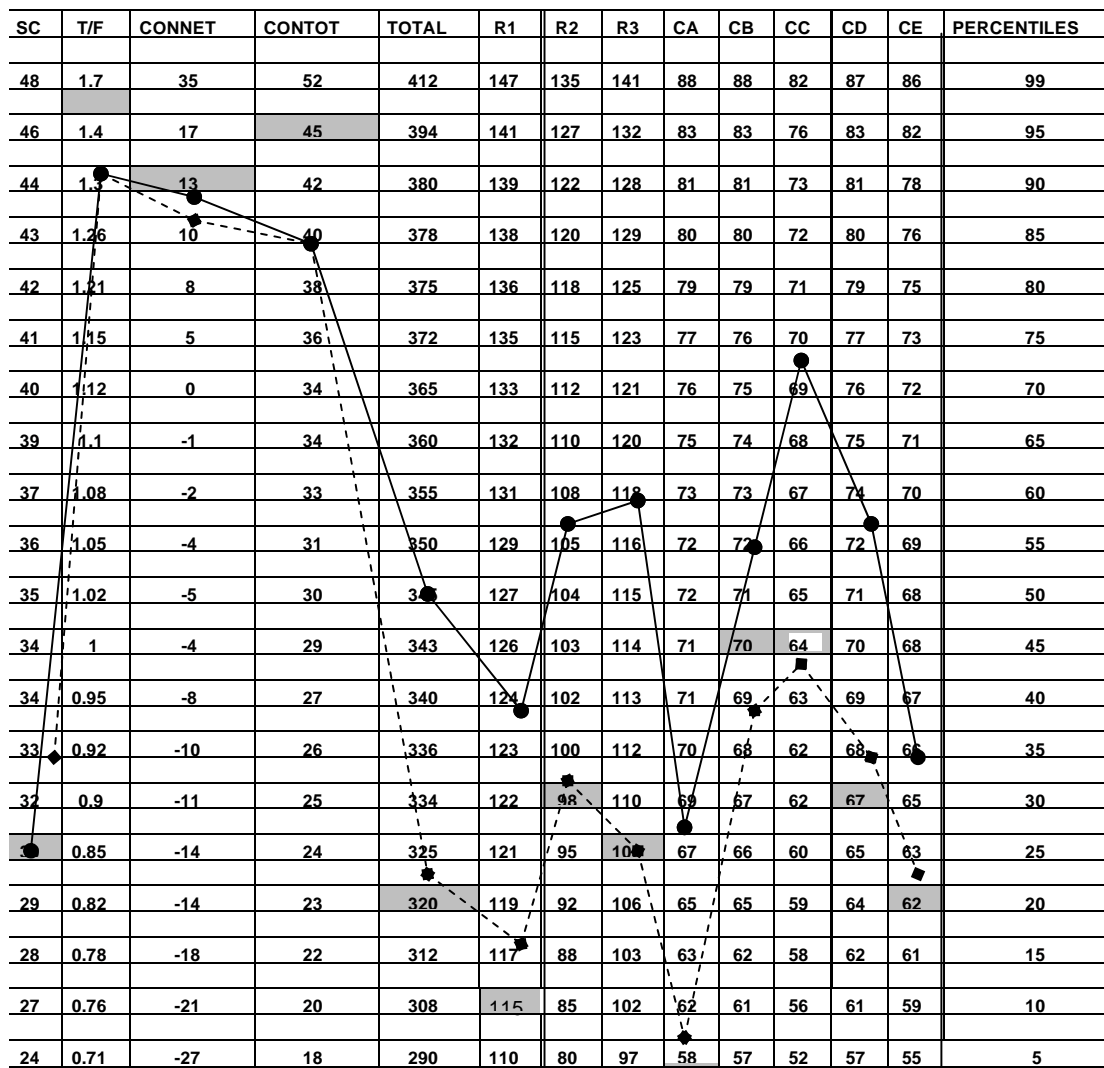 SC T/F CONNET CONTOT TOTAL R1 R2 R3 CA CB CC CD CE PERCENTILES
48 1.7 35 52 412 147 135 141 88 88 82 87 86 99
46 1.4 17 45 394 141 127 132 83 83 76 83 82 95
44 1.3 13 42 380 139 122 128 81 81 73 81 78 90
43 1.26 10 40 378 138 120 129 80 80 72 80 76 85
42 1.21 8 38 375 136 118 125 79 79 71 79 75 80
41 1.15 5 36 372 135 115 123 77 76 70 77 73 75
40 1.12 0 34 365 133 112 121 76 75 69 76 72 70
39 1.1 -1 34 360 132 110 120 75 74 68 75 71 65
37 1.08 -2 33 355 131 108 118 73 73 67 74 70 60
36 1.05 -4 31 350 129 105 116 72 72 66 72 69 55
35 1.02 -5 30 127 104 115 72 71 65 71 68 50
34 1 -4 29 343 126 103 114 71 70 64 70 68 45
34 0.95 -8 27 340 124 102 113 71 69 63 69 67 40
33 0.92 -10 26 336 123 100 112 70 68 62 68 66 35
32 0.9 -11 25 334 122 98 110 69 67 62 67 65 30
0.85 -14 24 325 121 95 67 66 60 65 63 25
29 0.82 -14 23 320 119 92 106 65 65 59 64 62 20
28 0.78 -18 22 312 117 88 103 63 62 58 62 61 15
27 0.76 -21 20 308 115 85 102 62 61 56 61 59 10
24 0.71 -27 18 290 110 80 97 58 57 52 57 55 5